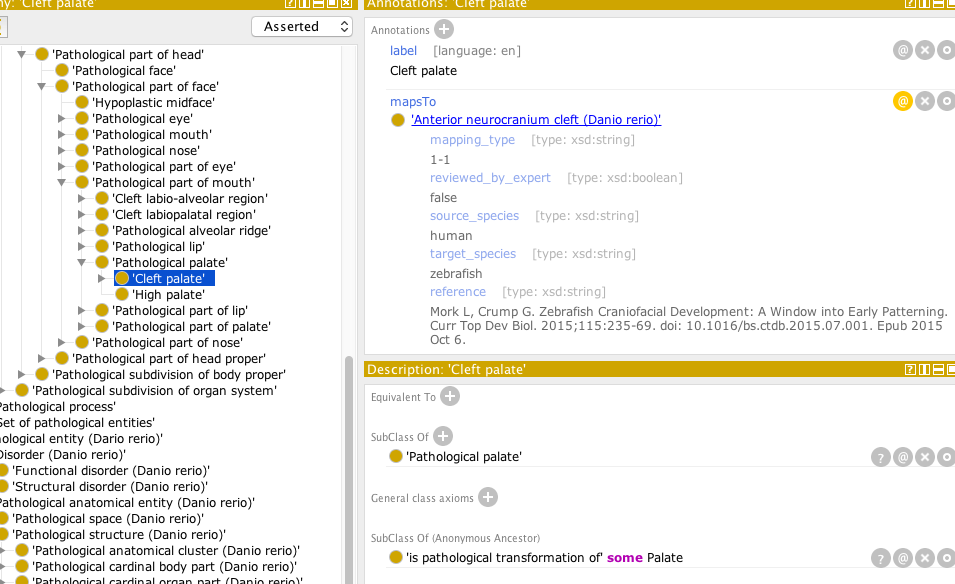 hy: 'Cleft palate'
Asserted
'Pathological part of head'
'Pathological face'
'Pathological part of face'
'Hypoplastic midface'
'Pathological eye'
'Pathological mouth'
'Pathological nose'
'Pathological part of eye'
'Pathological part of mouth'
'Cleft labio-alveolar region'
'Cleft labiopalatal region'
'Pathological alveolar ridge'
'Pathological lip'
'Pathological palate'
'Cleft palate'
'High palate'
'Pathological part of lip'
'Pathological part of palate'
'Pathological part of nose'
'Pathological part of head proper'
'Pathological subdivision of body proper'
'Pathological subdivision of organ system'
Pathological process'
Set of pathological entities'
ological entity (Dario rerio)'
Disorder (Danio rerio)'
'Functional disorder (Danio rerio)'
'Structural disorder (Danio rerio)'
Pathological anatomical entity (Danio rerio)'
'Pathological space (Danio rerio)'
'Pathological structure (Danio rerio)'
'Pathological anatomical cluster (Danio rerio)'
'Pathological cardinal body part (Danio rerio)'
'Pathological cardinal organ part (Danio rerio)'
Annotations: 'Cleft palate'
Annotations
label [language: en]
Cleft palate
mapsTo
'Anterior neurocranium cleft (Danio rerio)'
mapping_type [type: xsd:string]
1-1
reviewed_by_expert [type: xsd:boolean]
false
source_species [type: xsd:string]
human
target_species [type: xsd:string]
zebrafish
reference [type: xsd:string]
Mork L, Crump G. Zebrafish Craniofacial Development: A Window into Early Patterning.
Curr Top Dev Biol. 2015;115:235-69. doi: 10.1016/bs.ctdb.2015.07.001. Epub 2015
Oct 6.
Description: 'Cleft palate'
Equivalent To
SubClass Of
'Pathological palate'
General class axioms
SubClass Of (Anonymous Ancestor)
'is pathological transformation of' some Palate